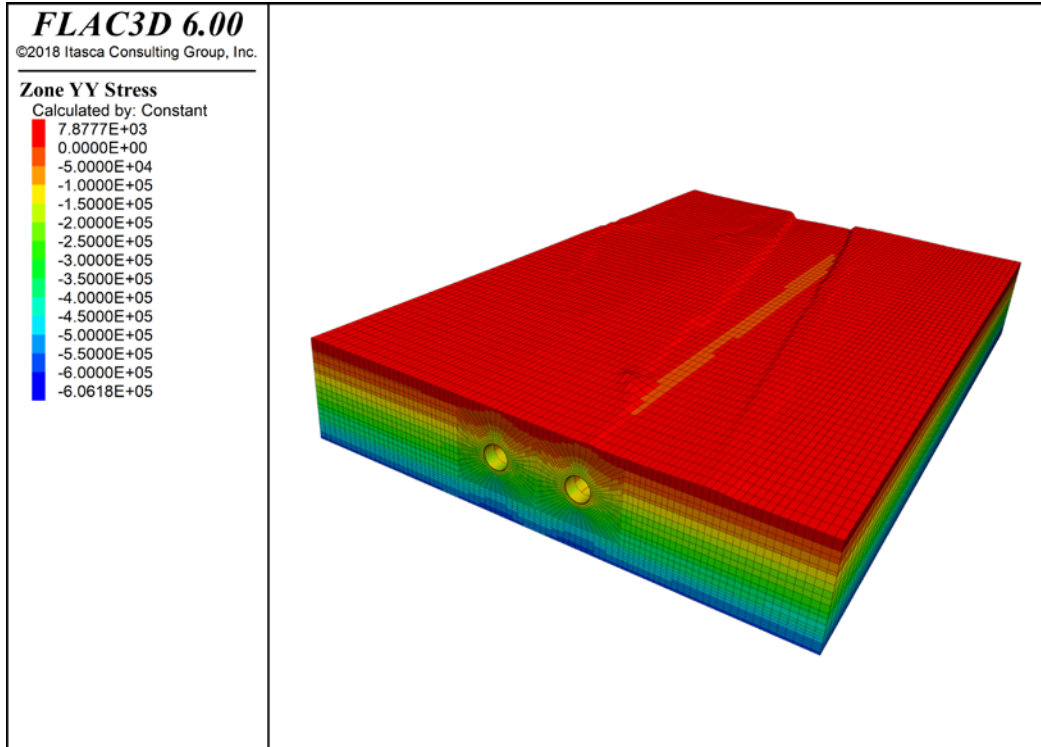 FLAC3D 6.00
©2018 Itasca Consulting Group, Inc.
Zone YY Stress
Calculated by: Constant
7.8777E+03
0.0000E+00
-5.0000E+04
-1.0000E+05
-1.5000E+05
-2.0000E+05
-2.5000E+05
-3.0000E+05
-3.5000E+05
-4.0000E+05
-4.5000E+05
-5.0000E+05
-5.5000E+05
-6.0000E+05
-6.0618E+05